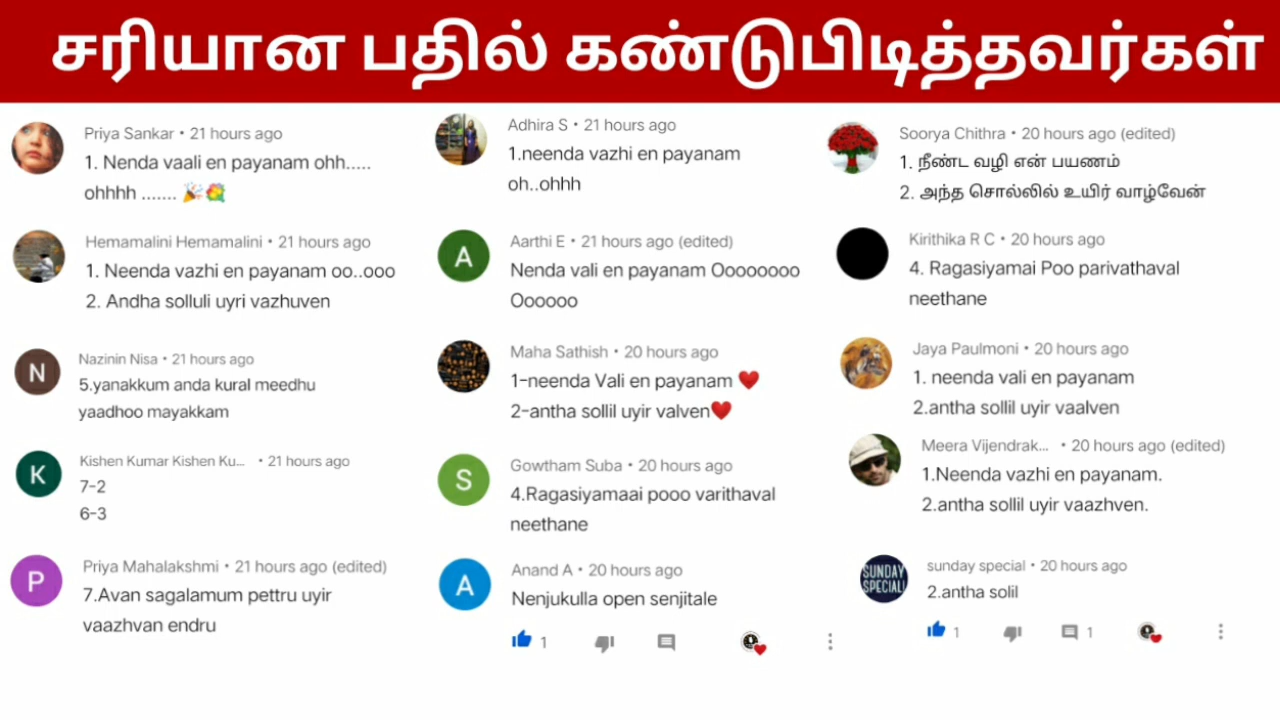 சரியான பதில் கண்டுபிடித்தவர்கள்
Priya Sankar • 21 hours ago
1. Nenda vaali en payanam ohh.....
ohhhh ....... 🎉💐
Hemamalini Hemamalini • 21 hours ago
1. Neenda vazhi en payanam oo..ooo
2. Andha solluli uyri vazhuven
N
Nazinin Nisa • 21 hours ago
5.yanakkum anda kural meedhu
yaadhoo mayakkam
K
Kishen Kumar Kishen Ku... • 21 hours ago
7-2
6-3
P
Priya Mahalakshmi • 21 hours ago (edited)
7.Avan sagalamum pettru uyir
vaazhvan endru
Adhira S • 21 hours ago
1.neenda vazhi en payanam
oh..ohhh
A
Aarthi E • 21 hours ago (edited)
Nenda vali en payanam Oooooooo
Oooooo
Maha Sathish • 20 hours ago
1-neenda Vali en payanam ❤️
2-antha sollil uyir valven❤️
S
Gowtham Suba • 20 hours ago
4.Ragasiyamaai pooo varithaval
neethane
A
Anand A • 20 hours ago
Nenjukulla open senjitale
1
Soorya Chithra • 20 hours ago (edited)
1. நீண்ட வழி என் பயணம்
2. அந்த சொல்லில் உயிர் வாழ்வேன்
Kirithika R C • 20 hours ago
4. Ragasiyamai Poo parivathaval
neethane
Jaya Paulmoni • 20 hours ago
1. neenda vali en payanam
2.antha sollil uyir vaalven
Meera Vijendrak... • 20 hours ago (edited)
1.Neenda vazhi en payanam.
2.antha sollil uyir vaazhven.
SUNDAY
SPECIAL!
sunday special • 20 hours ago
2.antha solil
1 1